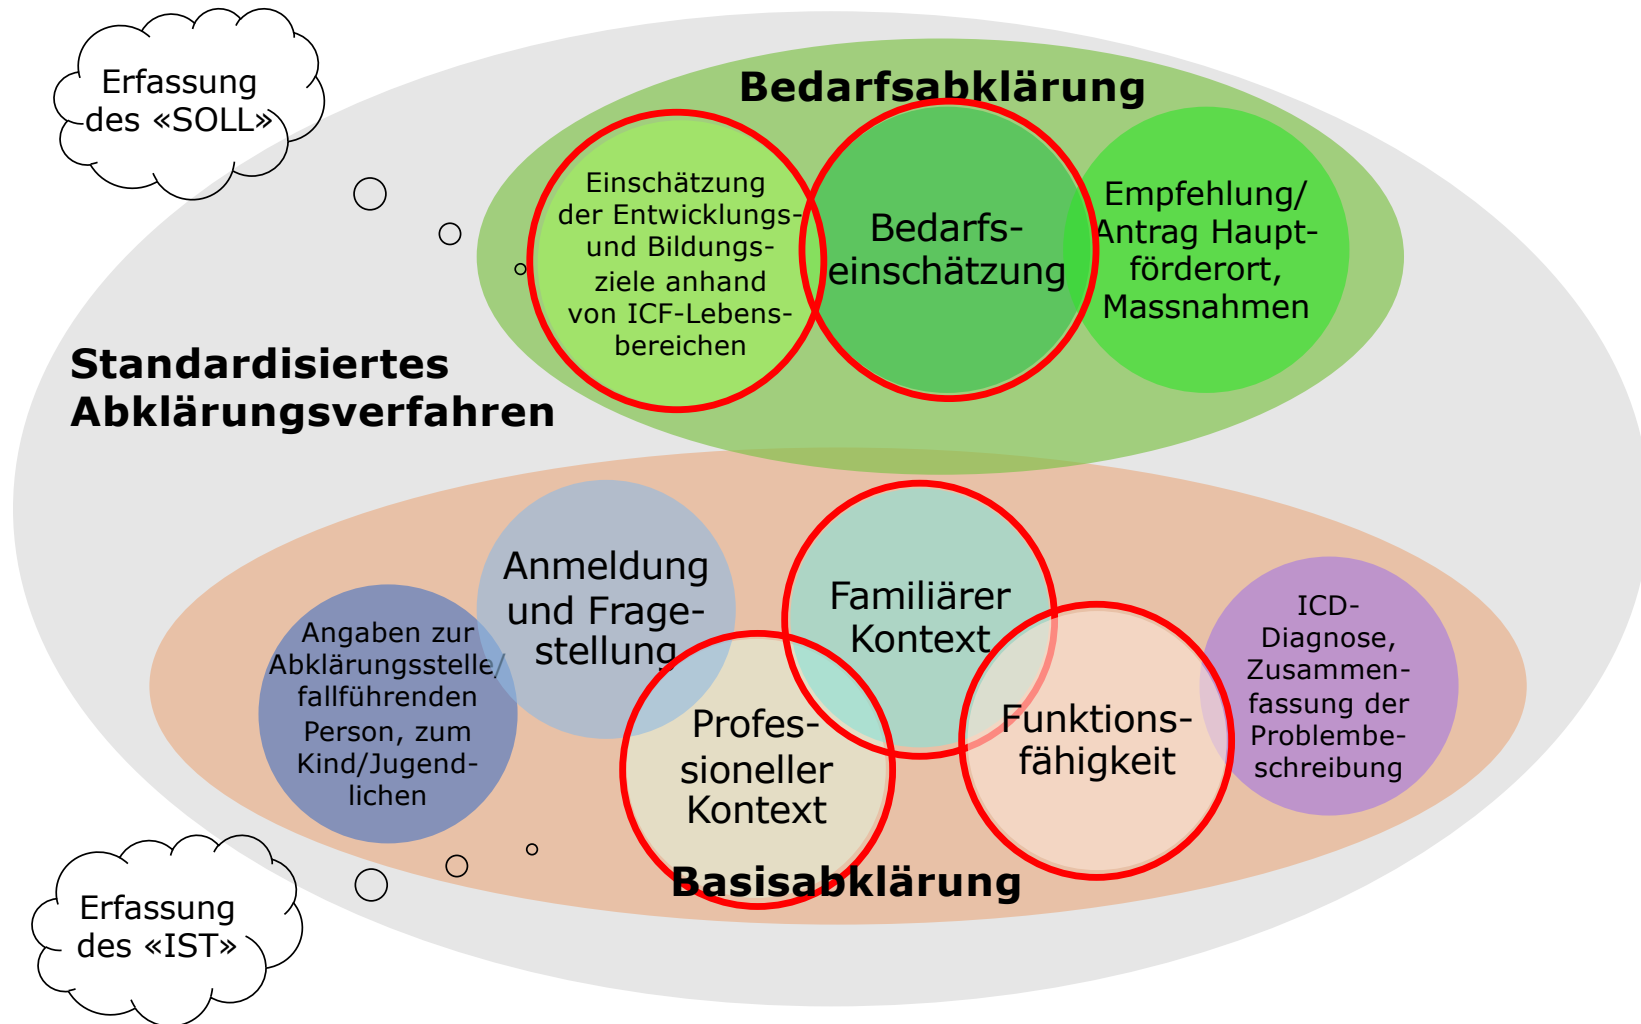 Erfassung
des «SOLL»
Bedarfsabklärung
Einschätzung
der Entwicklungs-
und Bildungs-
ziele anhand
von ICF-Lebens-
bereichen
Bedarfs-
einschätzung
Empfehlung/
Antrag Haupt-
förderort,
Massnahmen
Standardisiertes
Abklärungsverfahren
Angaben zur
Abklärungsstelle/
fallführenden
Person, zum
Kind/Jugend-
lichen
Anmeldung
und Frage-
stellung
Profes-
sioneller
Kontext
Familiärer
Kontext
Funktions-
fähigkeit
ICD-
Diagnose,
Zusammen-
fassung der
Problembe-
schreibung
Basisabklärung
Erfassung
des «IST»